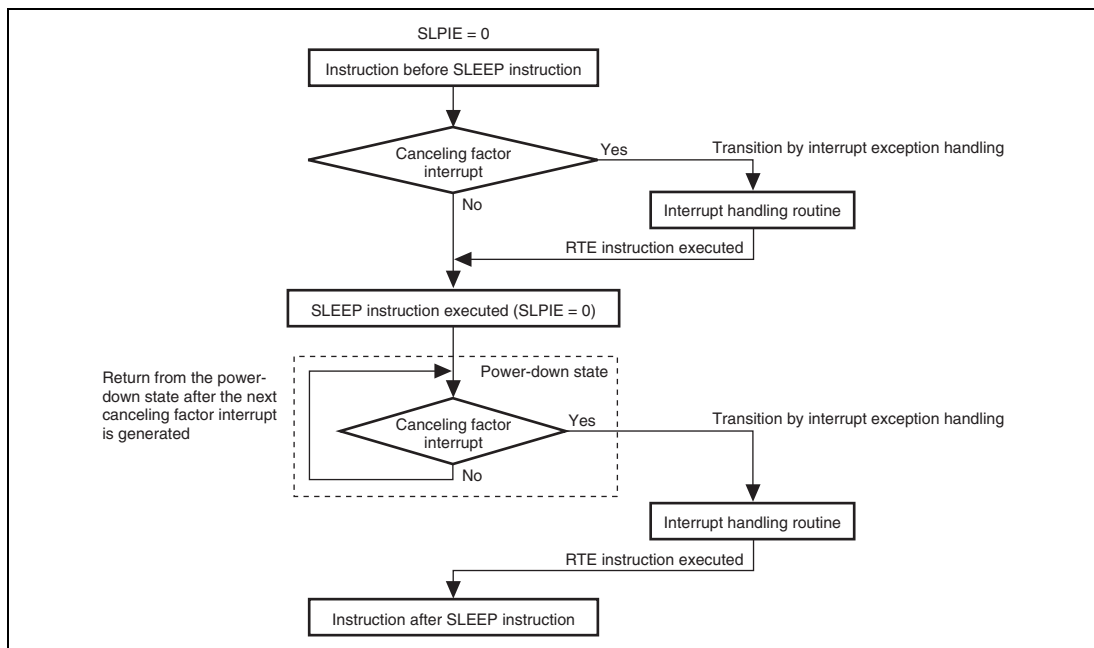 SLPIE = 0
Instruction before SLEEP instruction
Canceling factor
interrupt
Yes
Transition by interrupt exception handling
No
Interrupt handling routine
RTE instruction executed
SLEEP instruction executed (SLPIE = 0)
Return from the power-
down state after the next
canceling factor interrupt
is generated
Power-down state
Canceling factor
interrupt
Yes
Transition by interrupt exception handling
No
Interrupt handling routine
RTE instruction executed
Instruction after SLEEP instruction